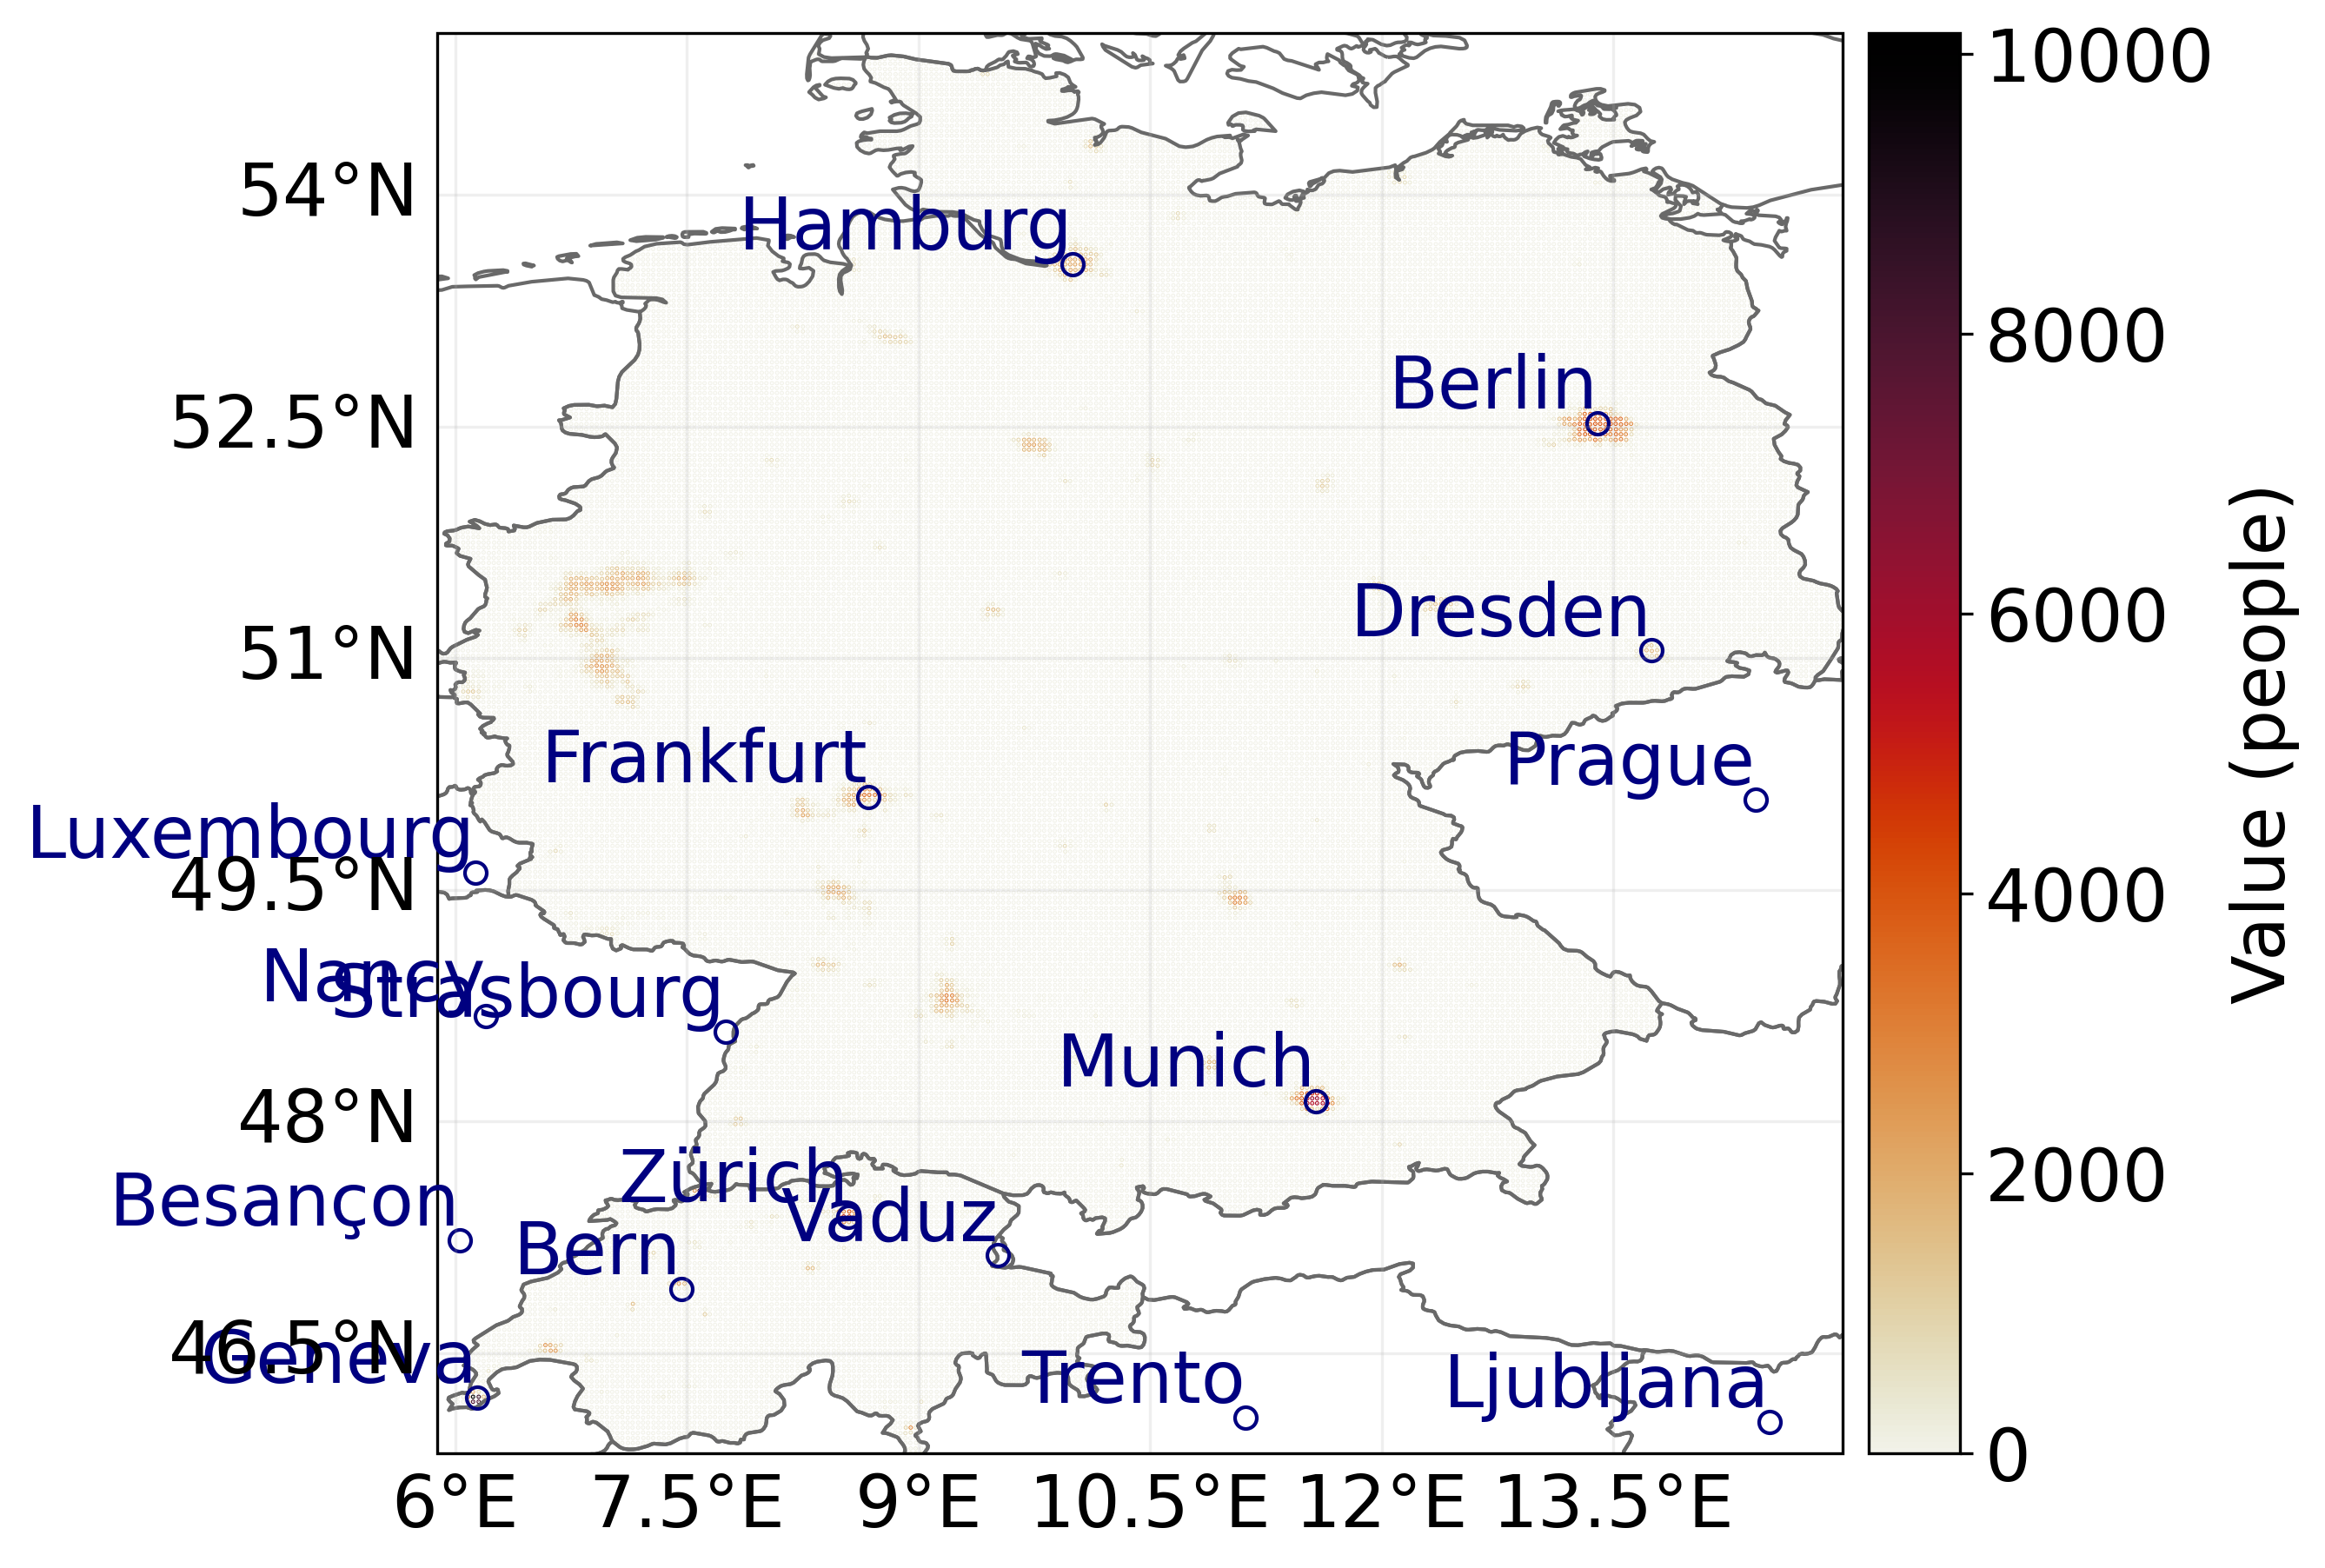 10000
54°N
Hamburg
8000
Berlin
52.5°N
Dresden
6000
51°N
Frankfurt
Prague
Value (people)
Luxembourg
49.5°N
4000
Nancy
Strasbourg
Munich
48°N
Zürich
2000
Besançon
Vaduz
Bern
46.5°N
Geneva
Trento
Ljubljana
0
6°E 7.5°E 9°E 10.5°E 12°E 13.5°E